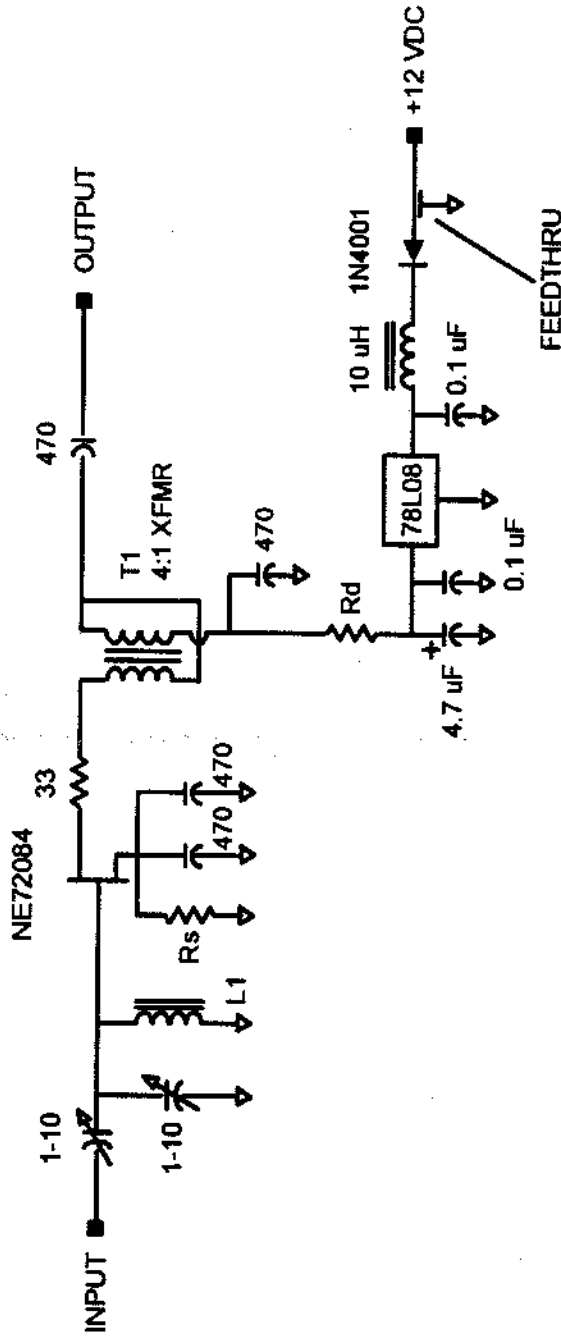 INPUT
1-10
1-10
L1
NE72084
Rs
470
470
33
T1
4:1 XFMR
470
OUTPUT
470
Rd
+
4.7 uF
0.1 uF
78L08
0.1 uF
10 uH
1N4001
+12 VDC
FEEDTHRU